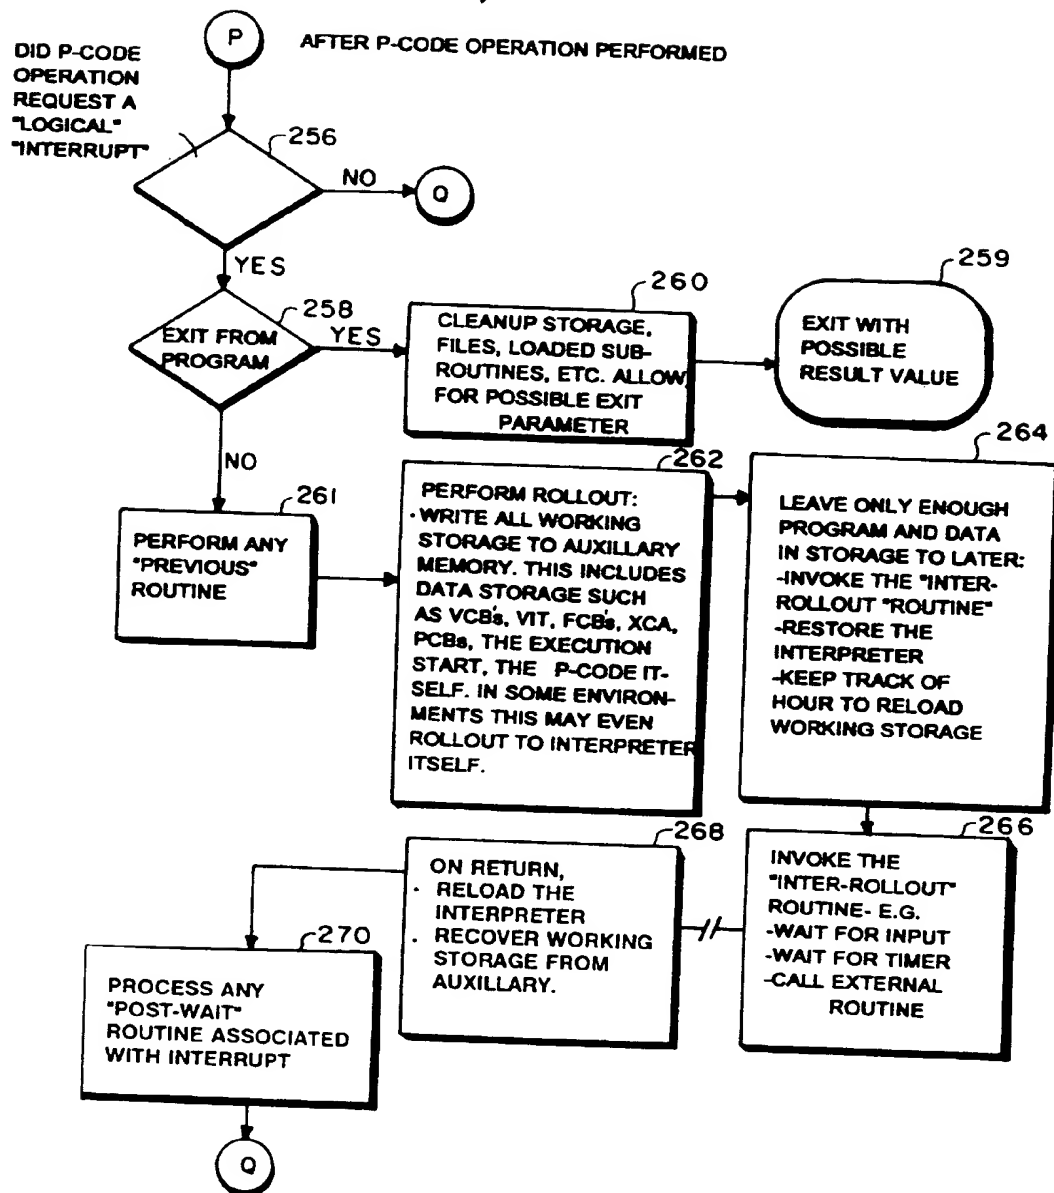 P
AFTER P-CODE OPERATION PERFORMED
DID P-CODE
OPERATION
REQUEST A
"LOGICAL"
"INTERRUPT"
256
NO
Q
YES
258
EXIT FROM
PROGRAM
YES
260
CLEANUP STORAGE,
FILES, LOADED SUB-
ROUTINES, ETC. ALLOW
FOR POSSIBLE EXIT
PARAMETER
259
EXIT WITH
POSSIBLE
RESULT VALUE
NO
261
PERFORM ANY
"PREVIOUS"
ROUTINE
262
PERFORM ROLLOUT:
· WRITE ALL WORKING
STORAGE TO AUXILLARY
MEMORY. THIS INCLUDES
DATA STORAGE SUCH
AS VCB's, VIT, FCB's, XCA,
PCBs, THE EXECUTION
START, THE P-CODE IT-
SELF. IN SOME ENVIRON-
MENTS THIS MAY EVEN
ROLLOUT TO INTERPRETER
ITSELF.
264
LEAVE ONLY ENOUGH
PROGRAM AND DATA
IN STORAGE TO LATER:
-INVOKE THE "INTER-
ROLLOUT "ROUTINE"
-RESTORE THE
INTERPRETER
-KEEP TRACK OF
HOUR TO RELOAD
WORKING STORAGE
266
INVOKE THE
"INTER-ROLLOUT"
ROUTINE- E.G.
-WAIT FOR INPUT
-WAIT FOR TIMER
-CALL EXTERNAL
ROUTINE
268
ON RETURN,
· RELOAD THE
INTERPRETER
· RECOVER WORKING
STORAGE FROM
AUXILLARY.
270
PROCESS ANY
"POST-WAIT"
ROUTINE ASSOCIATED
WITH INTERRUPT
Q